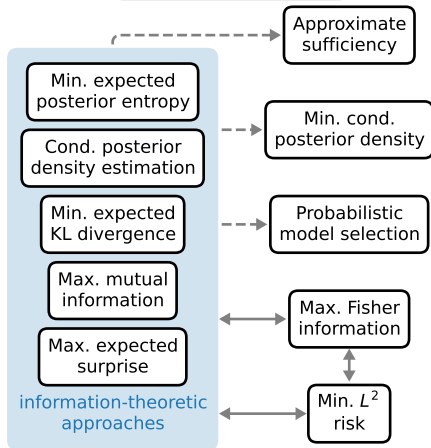 Approximate
sufficiency
Min. expected
posterior entropy
Min. cond.
posterior density
Cond. posterior
density estimation
Min. expected
KL divergence
Probabilistic
model selection
Max. mutual
information
Max. Fisher
information
Max. expected
surprise
information-theoretic
approaches
Min. L²
risk